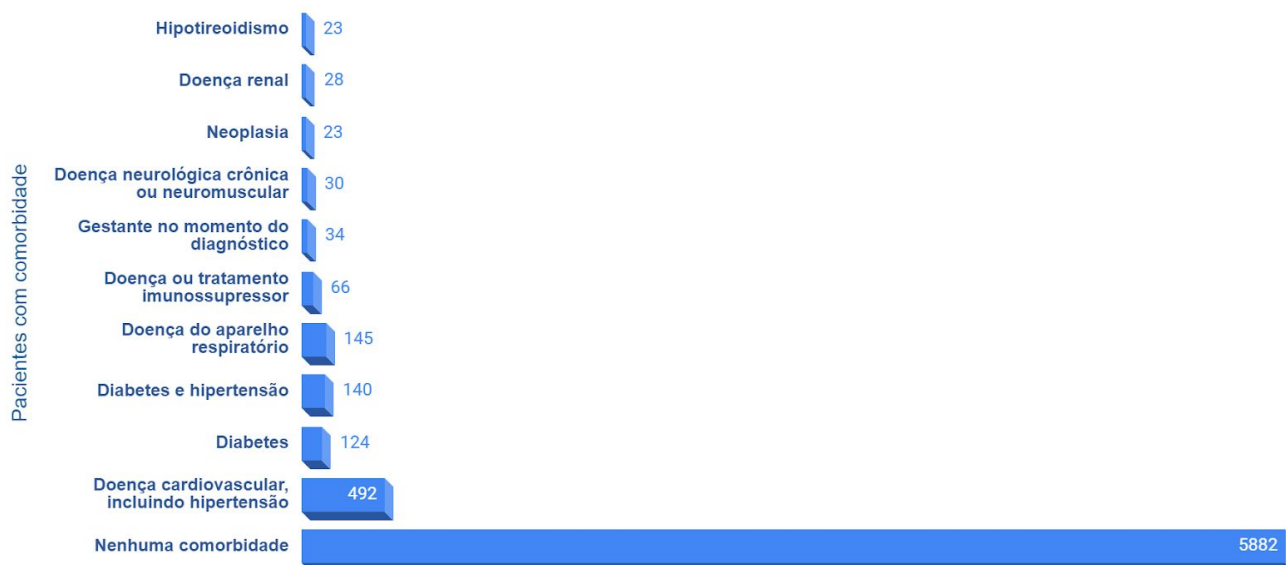 Pacientes com comorbidade
Hipotireoidismo 23
Doença renal 28
Neoplasia 23
Doença neurológica crônica
ou neuromuscular 30
Gestante no momento do
diagnóstico 34
Doença ou tratamento
imunossupressor 66
Doença do aparelho
respiratório 145
Diabetes e hipertensão 140
Diabetes 124
Doença cardiovascular,
incluindo hipertensão 492
Nenhuma comorbidade 5882